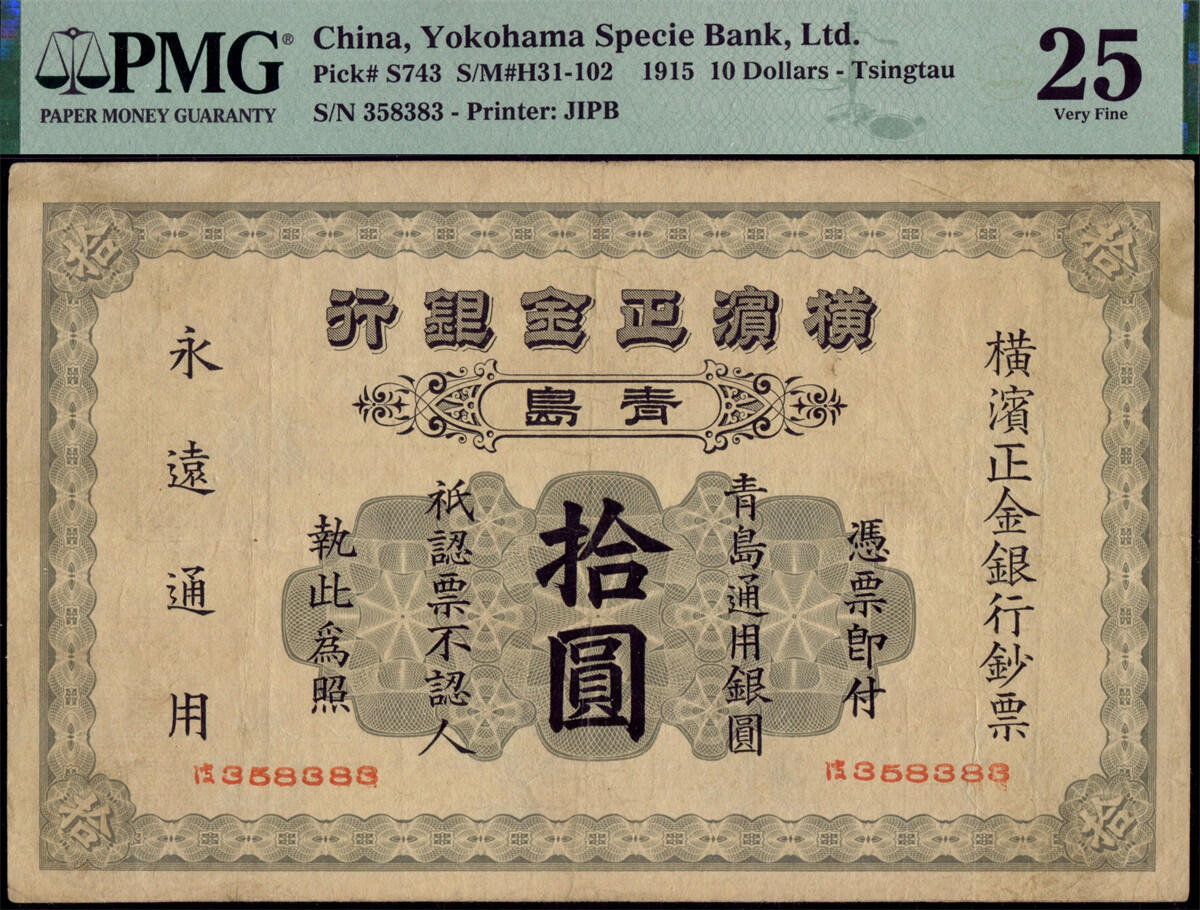 PMG®
PAPER MONEY GUARANTY
China, Yokohama Specie Bank, Ltd.
Pick# S743 S/M#H31-102 1915 10 Dollars - Tsingtau
S/N 358383 - Printer: JIPB
25
Very Fine
拾
拾
橫濱正金銀行
青島
橫濱正金銀行鈔票
憑票即付
青島通用銀圓
拾圓
祇認票不認人
執此爲照
永遠通用
358383
358383
拾
拾